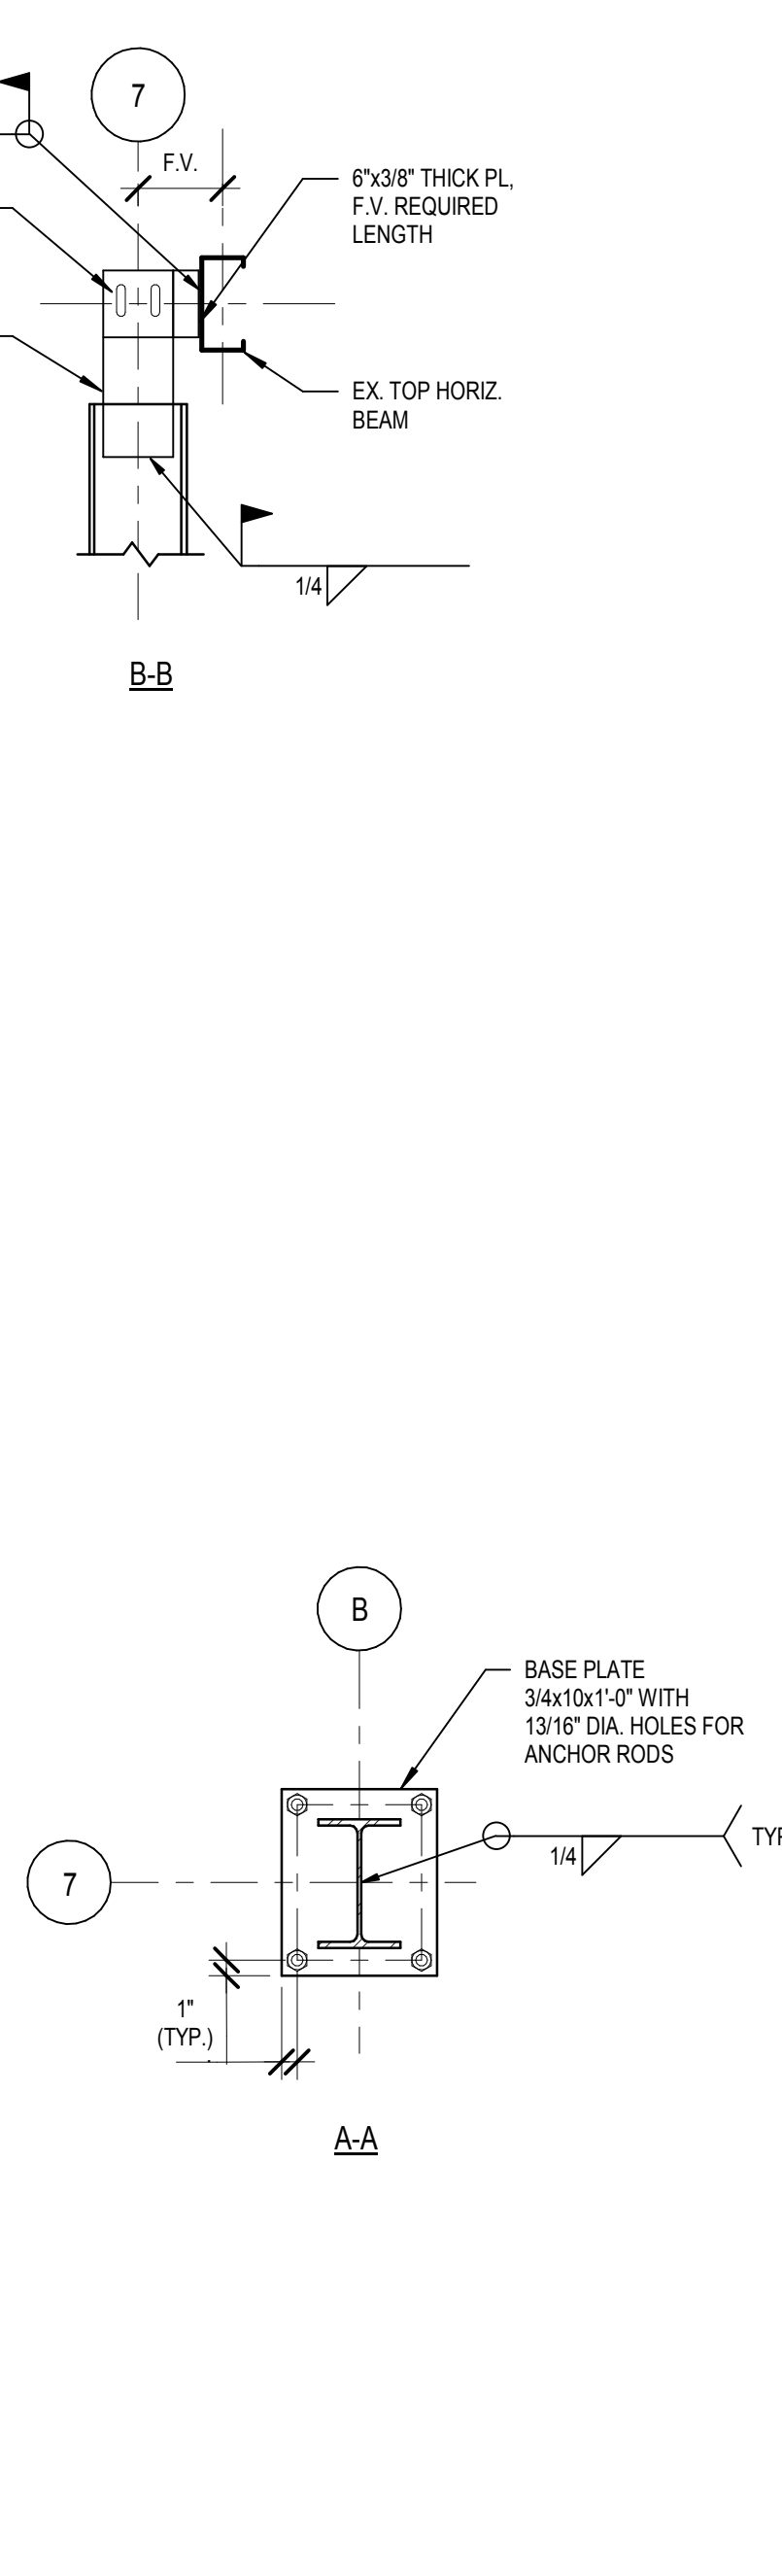 7
F.V.
6"x3/8" THICK PL,
F.V. REQUIRED
LENGTH
EX. TOP HORIZ.
BEAM
1/4
B-B
B
BASE PLATE
3/4x10x1'-0" WITH
13/16" DIA. HOLES FOR
ANCHOR RODS
TYP
1/4
7
1"
(TYP.)
A-A